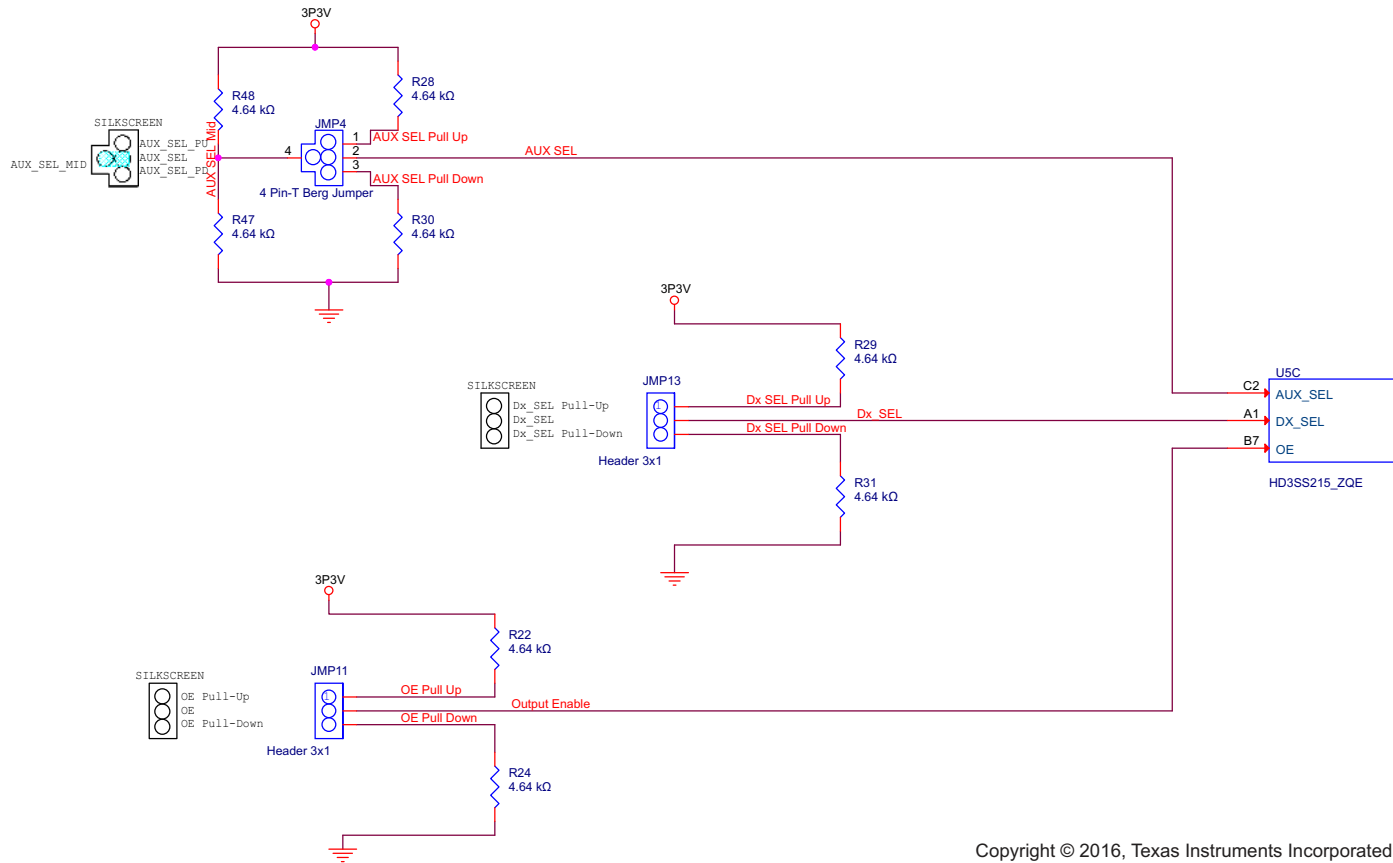 3P3V
R48
4.64 kΩ
R28
4.64 kΩ
SILKSCREEN
AUX_SEL_PU
AUX_SEL
AUX_SEL_PD
AUX_SEL_MID
AUX SEL Mid
JMP4
1
2
3
4
AUX SEL Pull Up
AUX SEL
AUX SEL Pull Down
4 Pin-T Berg Jumper
R47
4.64 kΩ
R30
4.64 kΩ
3P3V
R29
4.64 kΩ
SILKSCREEN
Dx_SEL Pull-Up
Dx_SEL
Dx_SEL Pull-Down
JMP13
1
Dx SEL Pull Up
Dx_SEL
Dx SEL Pull Down
Header 3x1
R31
4.64 kΩ
U5C
C2
AUX_SEL
A1
DX_SEL
B7
OE
HD3SS215_ZQE
3P3V
R22
4.64 kΩ
SILKSCREEN
OE Pull-Up
OE
OE Pull-Down
JMP11
1
OE Pull Up
Output Enable
OE Pull Down
Header 3x1
R24
4.64 kΩ
Copyright © 2016, Texas Instruments Incorporated